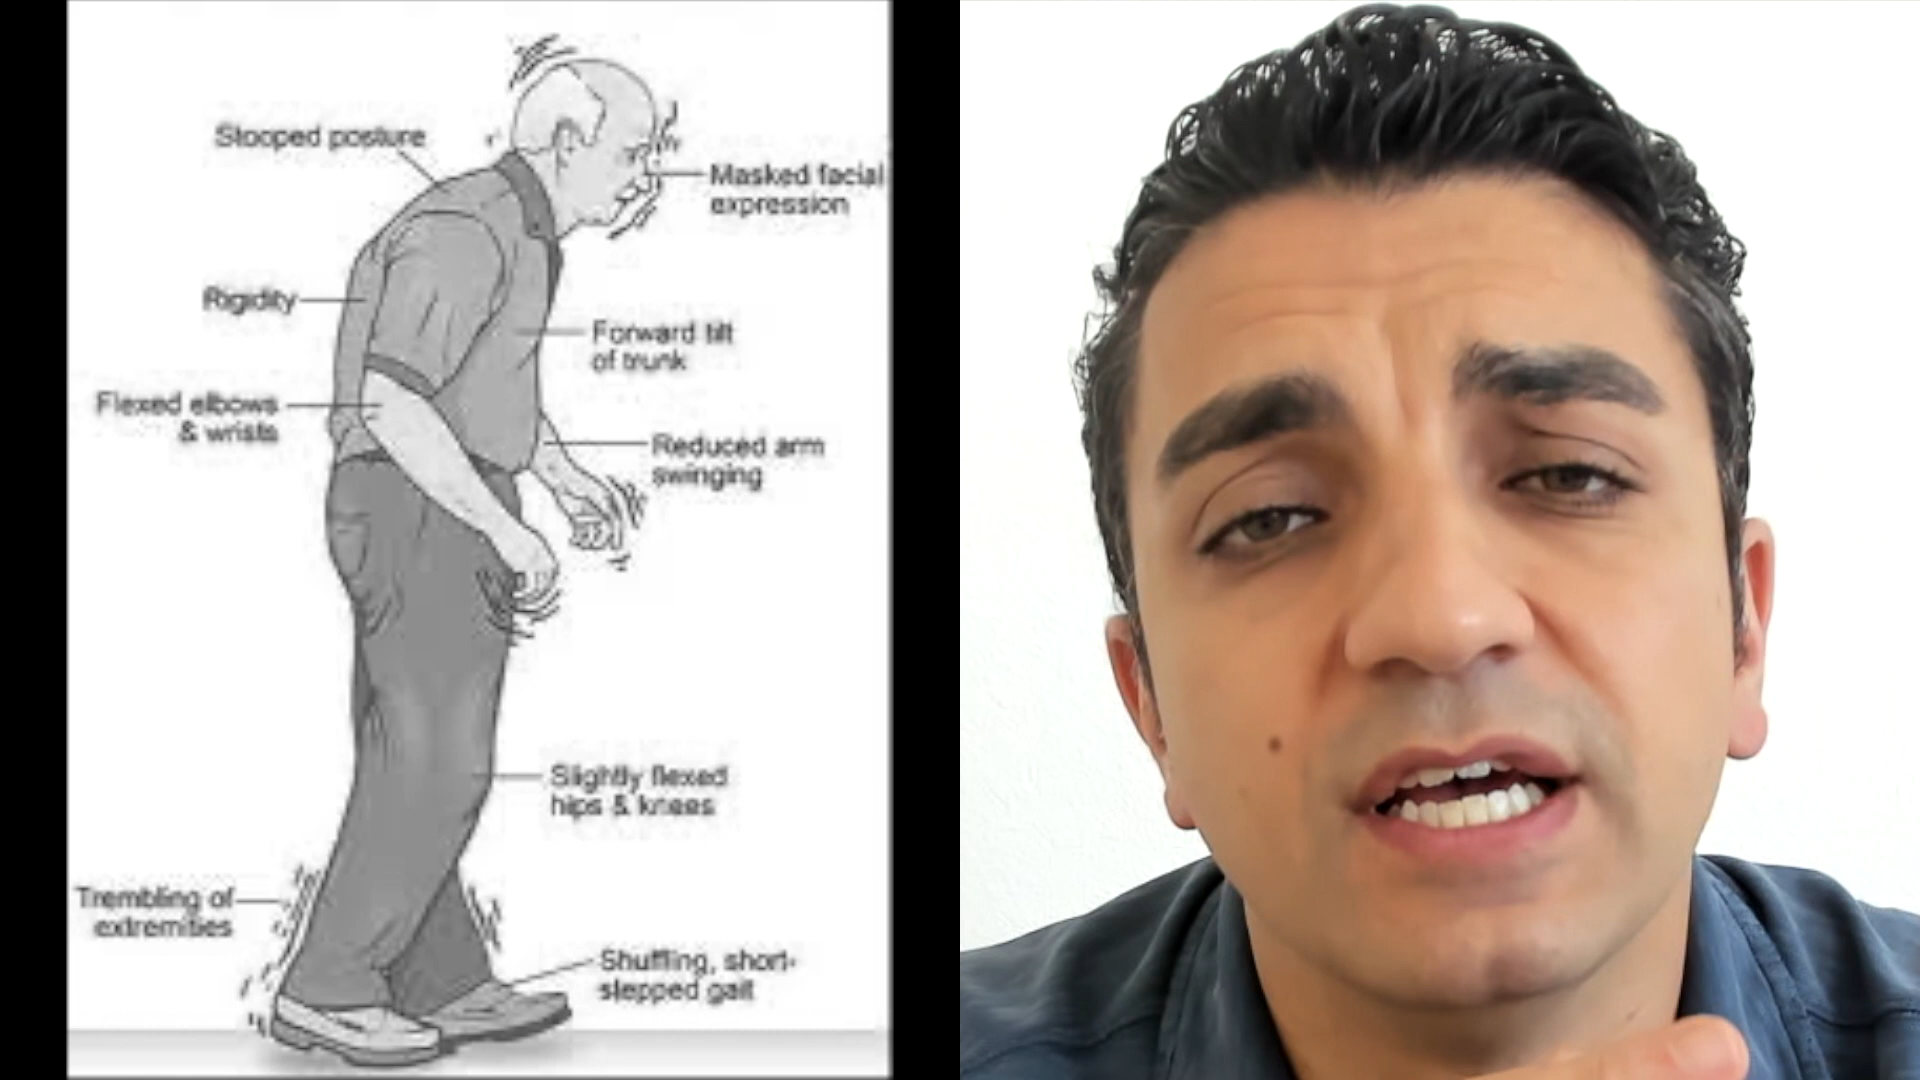 Stooped posture
Masked facial
expression
Rigidity
Forward tilt
of trunk
Flexed elbows
& wrists
Reduced arm
swinging
Slightly flexed
hips & knees
Trembling of
extremities
Shuffling, short-
stepped gait